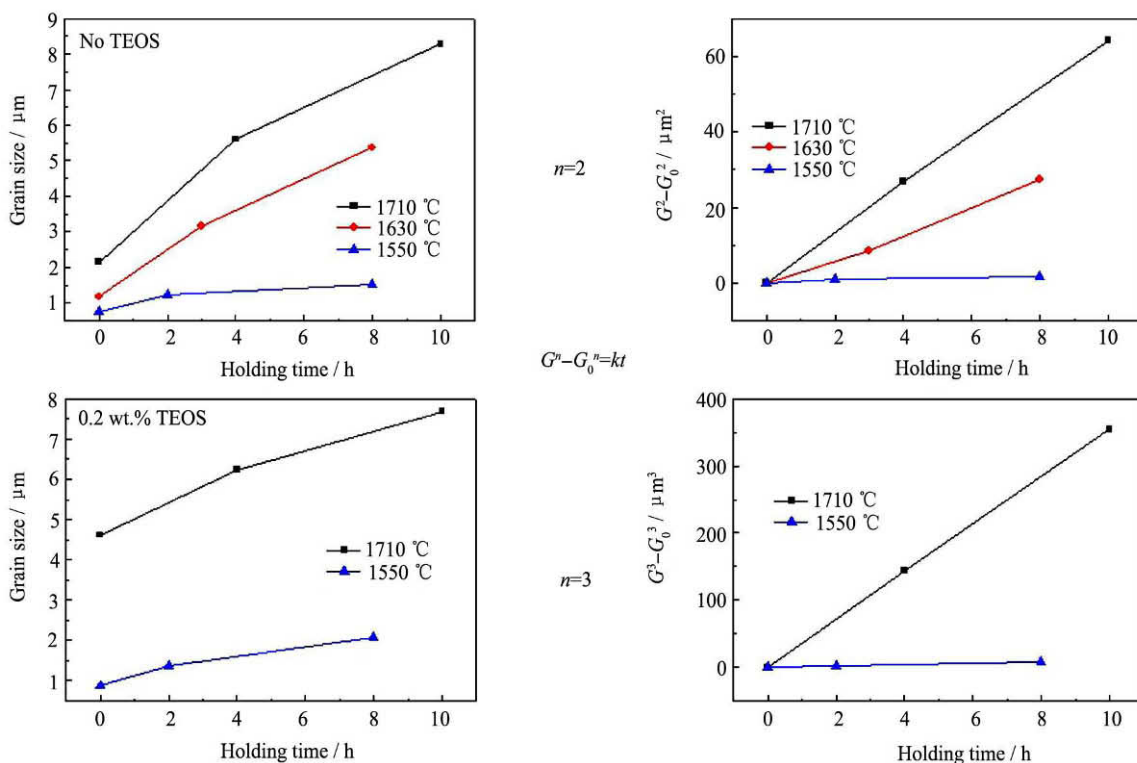 No TEOS
Grain size / μm
9
8
7
6
5
4
3
2
1
1710 ℃
1630 ℃
1550 ℃
0 2 4 6 8 10
Holding time / h
n=2
G²−G₀² / μm²
60
40
20
0
1710 ℃
1630 ℃
1550 ℃
0 2 4 6 8 10
Holding time / h
Gⁿ−G₀ⁿ=kt
0.2 wt.% TEOS
Grain size / μm
8
7
6
5
4
3
2
1
1710 ℃
1550 ℃
0 2 4 6 8 10
Holding time / h
n=3
G³−G₀³ / μm³
400
300
200
100
0
1710 ℃
1550 ℃
0 2 4 6 8 10
Holding time / h